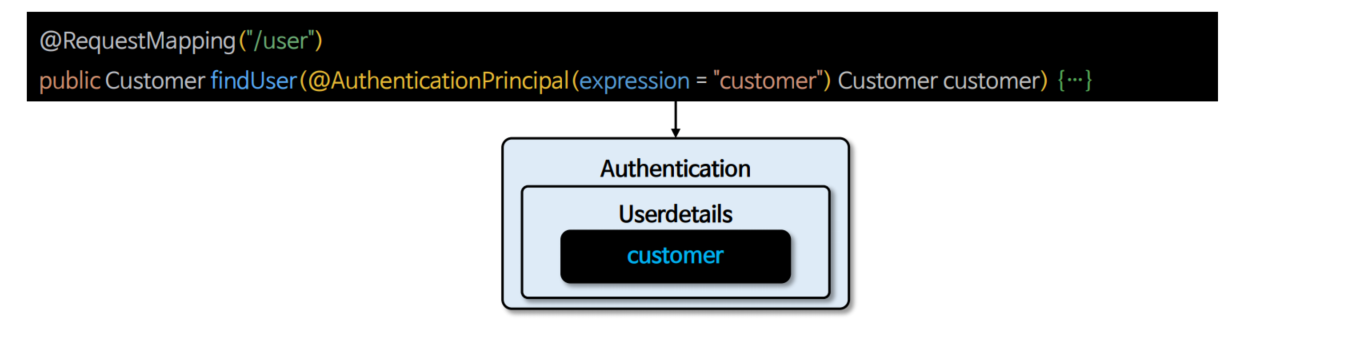 @RequestMapping("/user")
public Customer findUser(@AuthenticationPrincipal(expression = "customer") Customer customer) {⋯}
Authentication
Userdetails
customer